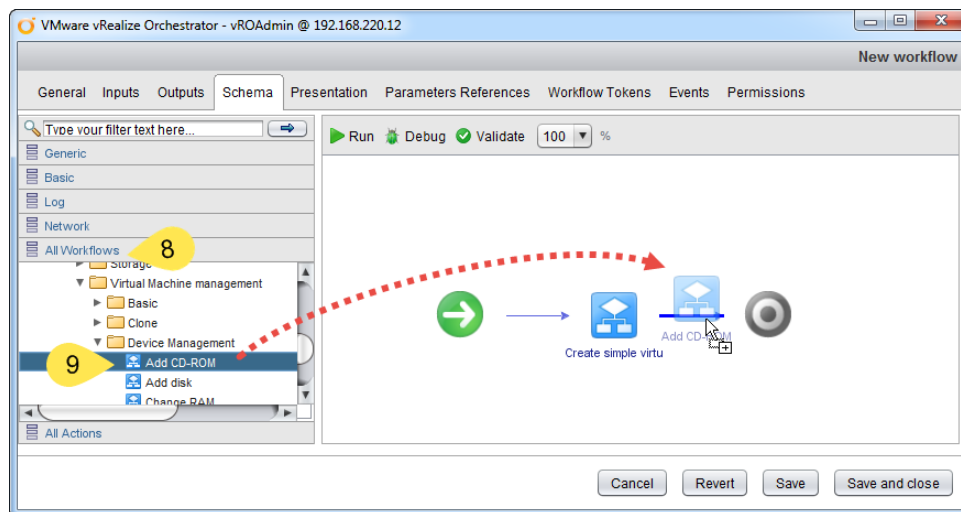 VMware vRealize Orchestrator - vROAdmin @ 192.168.220.12
New workflow
General Inputs Outputs Schema Presentation Parameters References Workflow Tokens Events Permissions
Type your filter text here...
Run Debug Validate 100 %
Generic
Basic
Log
Network
All Workflows
8
Storage
Virtual Machine management
Basic
Clone
Device Management
9
Add CD-ROM
Add disk
Change RAM
All Actions
Create simple virtu
Add CD-ROM
Cancel Revert Save Save and close